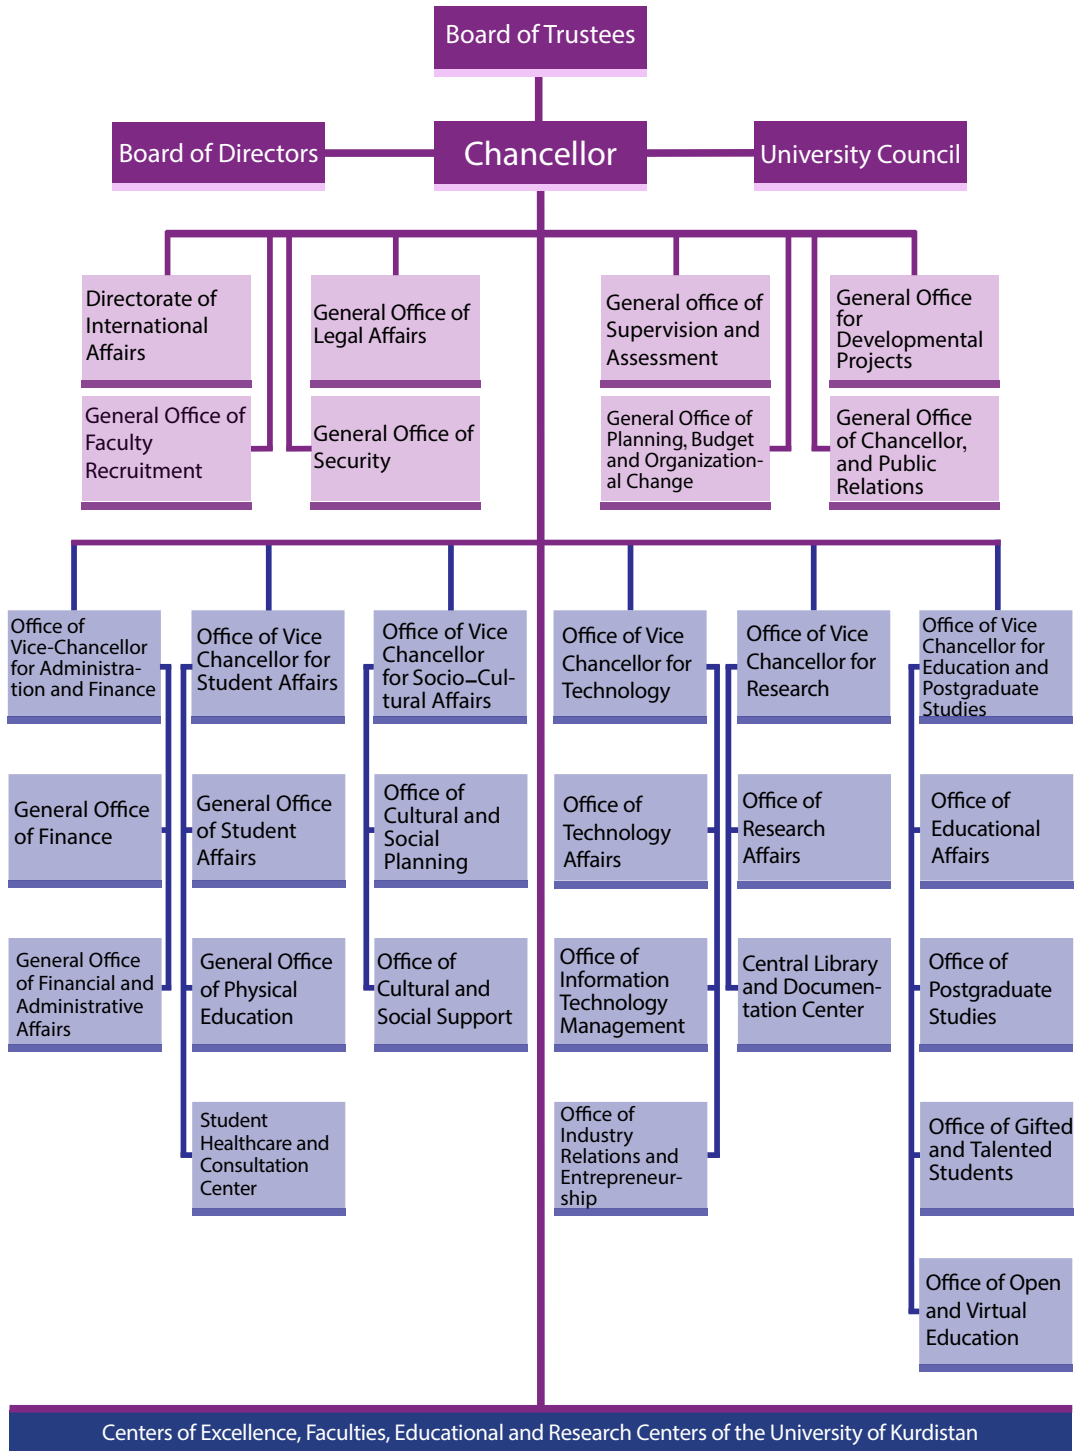 Board of Trustees
Board of Directors
Chancellor
University Council
Directorate of
International
Affairs
General Office of
Legal Affairs
General office of
Supervision and
Assessment
General Office
for
Developmental
Projects
General Office of
Faculty
Recruitment
General Office of
Security
General Office of
Planning, Budget
and Organization-
al Change
General Office
of Chancellor,
and Public
Relations
Office of
Vice-Chancellor
for Administra-
tion and Finance
Office of Vice
Chancellor for
Student Affairs
Office of Vice
Chancellor
for Socio–Cul-
tural Affairs
Office of Vice
Chancellor for
Technology
Office of Vice
Chancellor for
Research
Office of Vice
Chancellor for
Education and
Postgraduate
Studies
General Office
of Finance
General Office
of Student
Affairs
Office of
Cultural and
Social
Planning
Office of
Technology
Affairs
Office of
Research
Affairs
Office of
Educational
Affairs
General Office
of Financial and
Administrative
Affairs
General Office
of Physical
Education
Office of
Cultural and
Social Support
Office of
Information
Technology
Management
Central Library
and Documen-
tation Center
Office of
Postgraduate
Studies
Student
Healthcare and
Consultation
Center
Office of
Industry
Relations and
Entrepreneur-
ship
Office of Gifted
and Talented
Students
Office of Open
and Virtual
Education
Centers of Excellence, Faculties, Educational and Research Centers of the University of Kurdistan